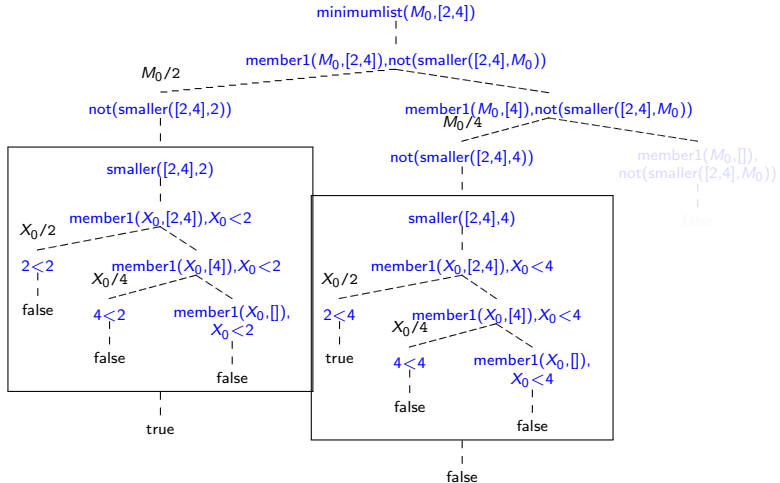 minimumlist(M₀,[2,4])
member1(M₀,[2,4]),not(smaller([2,4],M₀))
M₀/2
not(smaller([2,4],2))
member1(M₀,[4]),not(smaller([2,4],M₀))
M₀/4
not(smaller([2,4],4))
member1(M₀,[]),
not(smaller([2,4],M₀))
false
smaller([2,4],2)
member1(X₀,[2,4]),X₀<2
X₀/2
2<2
false
member1(X₀,[4]),X₀<2
X₀/4
4<2
false
member1(X₀,[]),
X₀<2
false
true
smaller([2,4],4)
member1(X₀,[2,4]),X₀<4
X₀/2
2<4
true
member1(X₀,[4]),X₀<4
X₀/4
4<4
false
member1(X₀,[]),
X₀<4
false
false